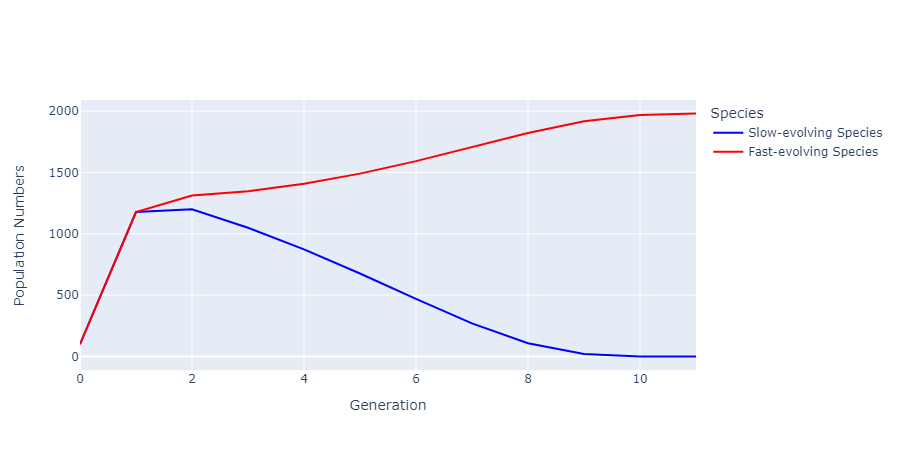 2000
1500
1000
500
0
0 2 4 6 8 10
Generation
Population Numbers
Species
Slow-evolving Species
Fast-evolving Species